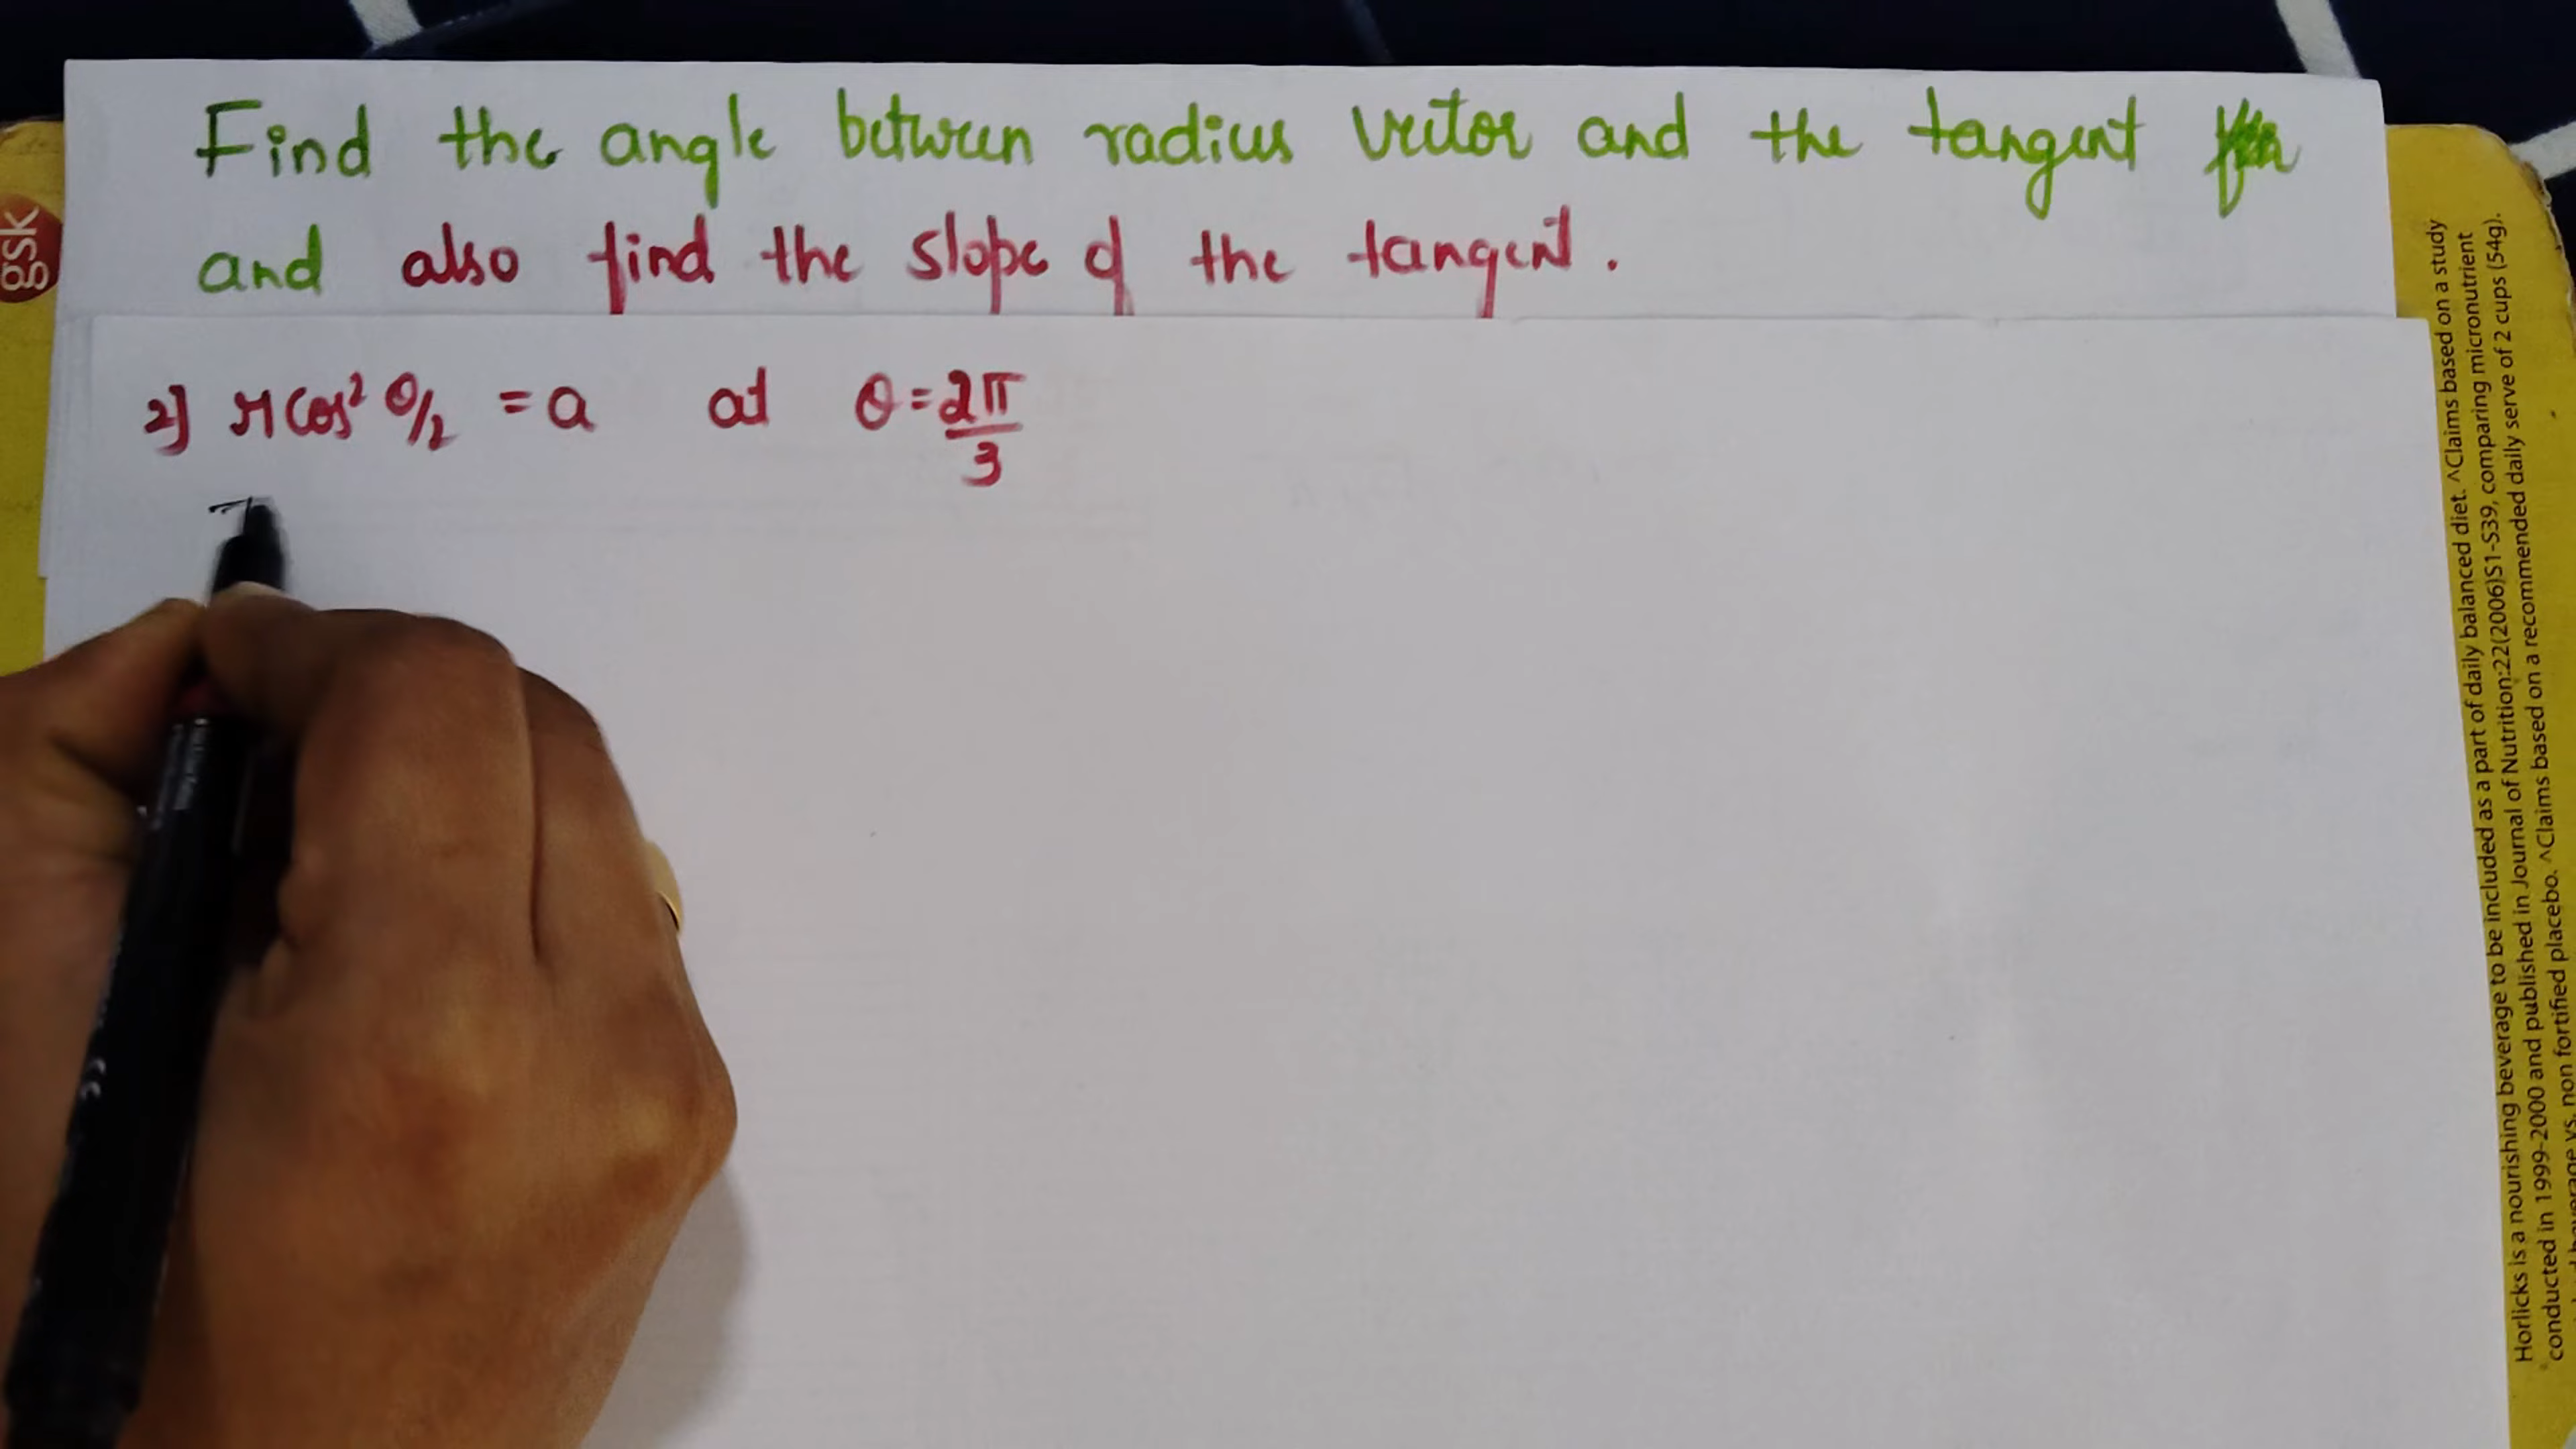 Find the angle between radius vector and the tangent
and also find the slope of the tangent.
2] r cos² θ/2 = a at θ = 2π/3
gsk
Horlicks is a nourishing beverage to be included as a part of daily balanced diet. ^Claims based on a study
conducted in 1999-2000 and published in Journal of Nutrition:22(2006)S1-S39, comparing micronutrient
non fortified placebo. ^Claims based on a recommended daily serve of 2 cups (54g).